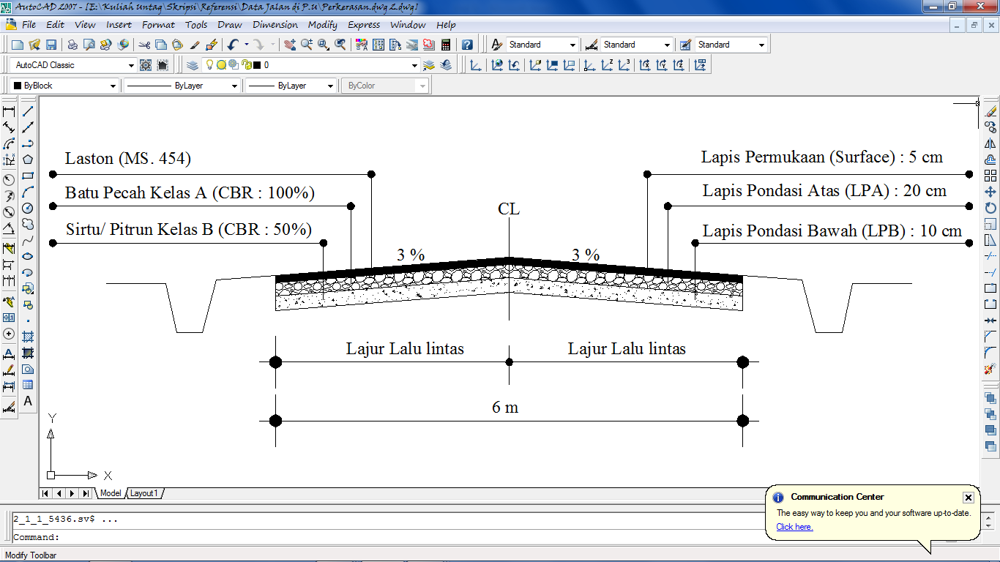 AutoCAD 2007 - [E:\Kuliah Untag\Skripsi\Referensi\Data Jalan di P.U\Perkerasan.dwg 2.dwg]
File Edit View Insert Format Tools Draw Dimension Modify Express Window Help
Standard Standard Standard
AutoCAD Classic 0
ByBlock ByLayer ByLayer ByColor
Laston (MS. 454)
Lapis Permukaan (Surface) : 5 cm
Batu Pecah Kelas A (CBR : 100%)
Lapis Pondasi Atas (LPA) : 20 cm
CL
Sirtu/ Pitrun Kelas B (CBR : 50%)
Lapis Pondasi Bawah (LPB) : 10 cm
3 % 3 %
Lajur Lalu lintas Lajur Lalu lintas
6 m
Y
X
Model Layout1
Communication Center
The easy way to keep you and your software up-to-date.
Click here.
2_1_1_5436.sv$ ...
Command:
Modify Toolbar